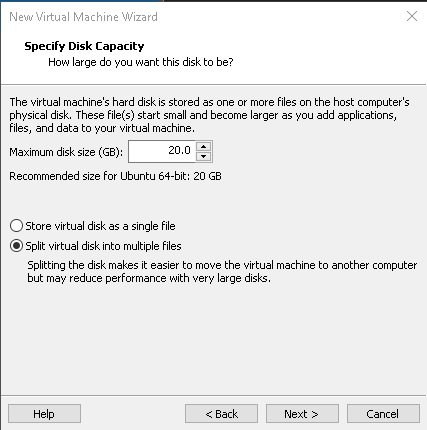 New Virtual Machine Wizard
Specify Disk Capacity
How large do you want this disk to be?
The virtual machine's hard disk is stored as one or more files on the host computer's
physical disk. These file(s) start small and become larger as you add applications,
files, and data to your virtual machine.
Maximum disk size (GB): 20.0
Recommended size for Ubuntu 64-bit: 20 GB
Store virtual disk as a single file
Split virtual disk into multiple files
Splitting the disk makes it easier to move the virtual machine to another computer
but may reduce performance with very large disks.
Help < Back Next > Cancel